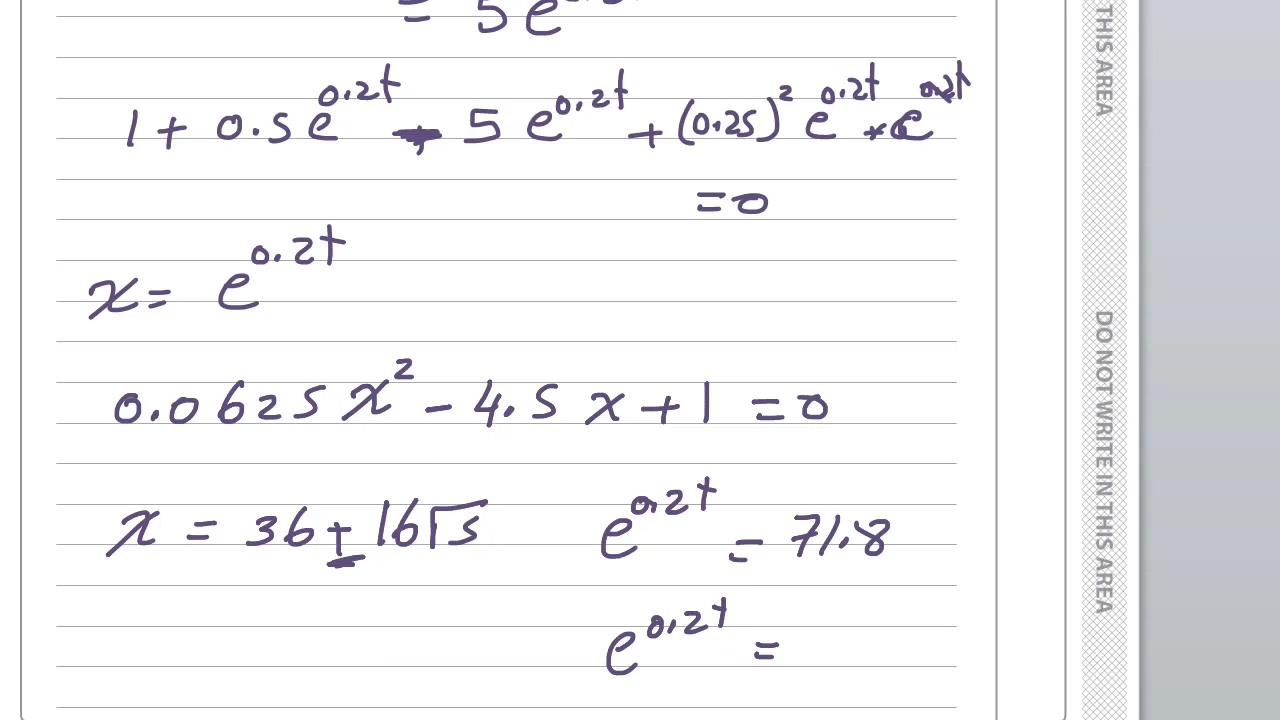 = 5e
1 + 0.5e^0.2t - 5e^0.2t + (0.25)^2 e^0.2t * e^0.2t
= 0
x = e^0.2t
0.0625x^2 - 4.5x + 1 = 0
x = 36 ± 16√5 e^0.2t = 71.8
e^0.2t =
THIS AREA
DO NOT WRITE IN THIS AREA